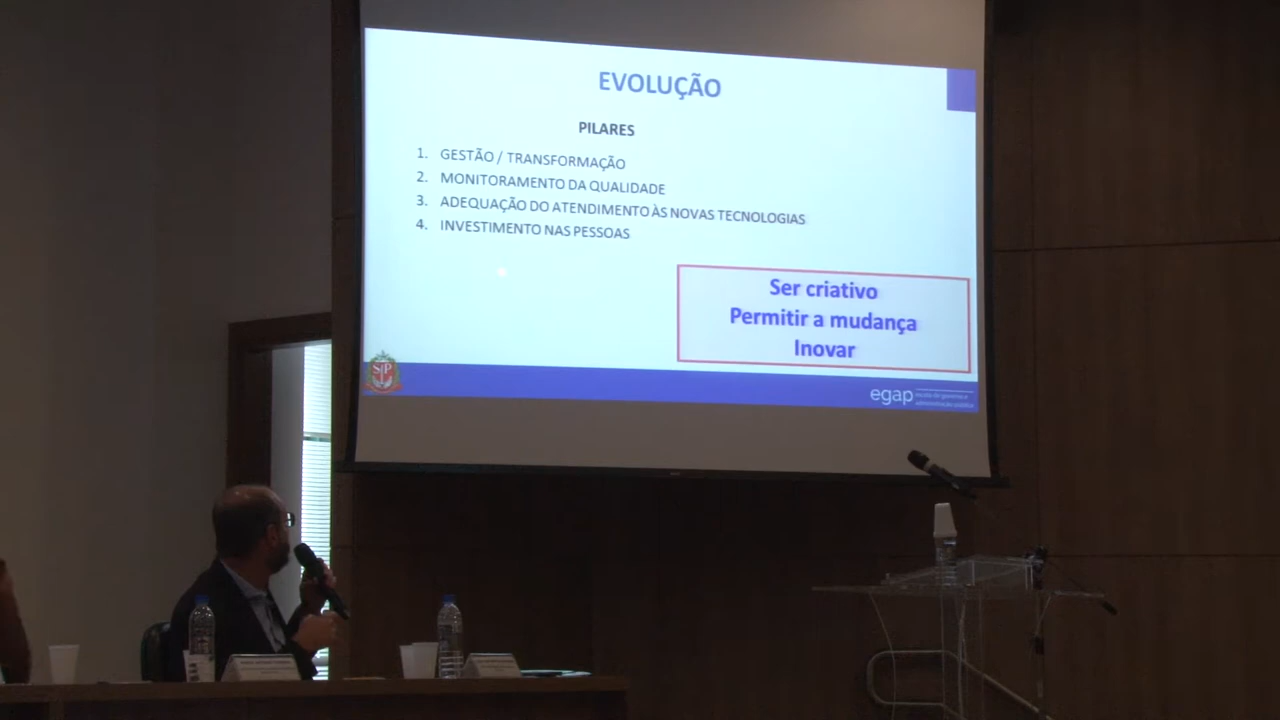 EVOLUÇÃO
PILARES
1. GESTÃO / TRANSFORMAÇÃO
2. MONITORAMENTO DA QUALIDADE
3. ADEQUAÇÃO DO ATENDIMENTO ÀS NOVAS TECNOLOGIAS
4. INVESTIMENTO NAS PESSOAS
Ser criativo
Permitir a mudança
Inovar
SP
egap